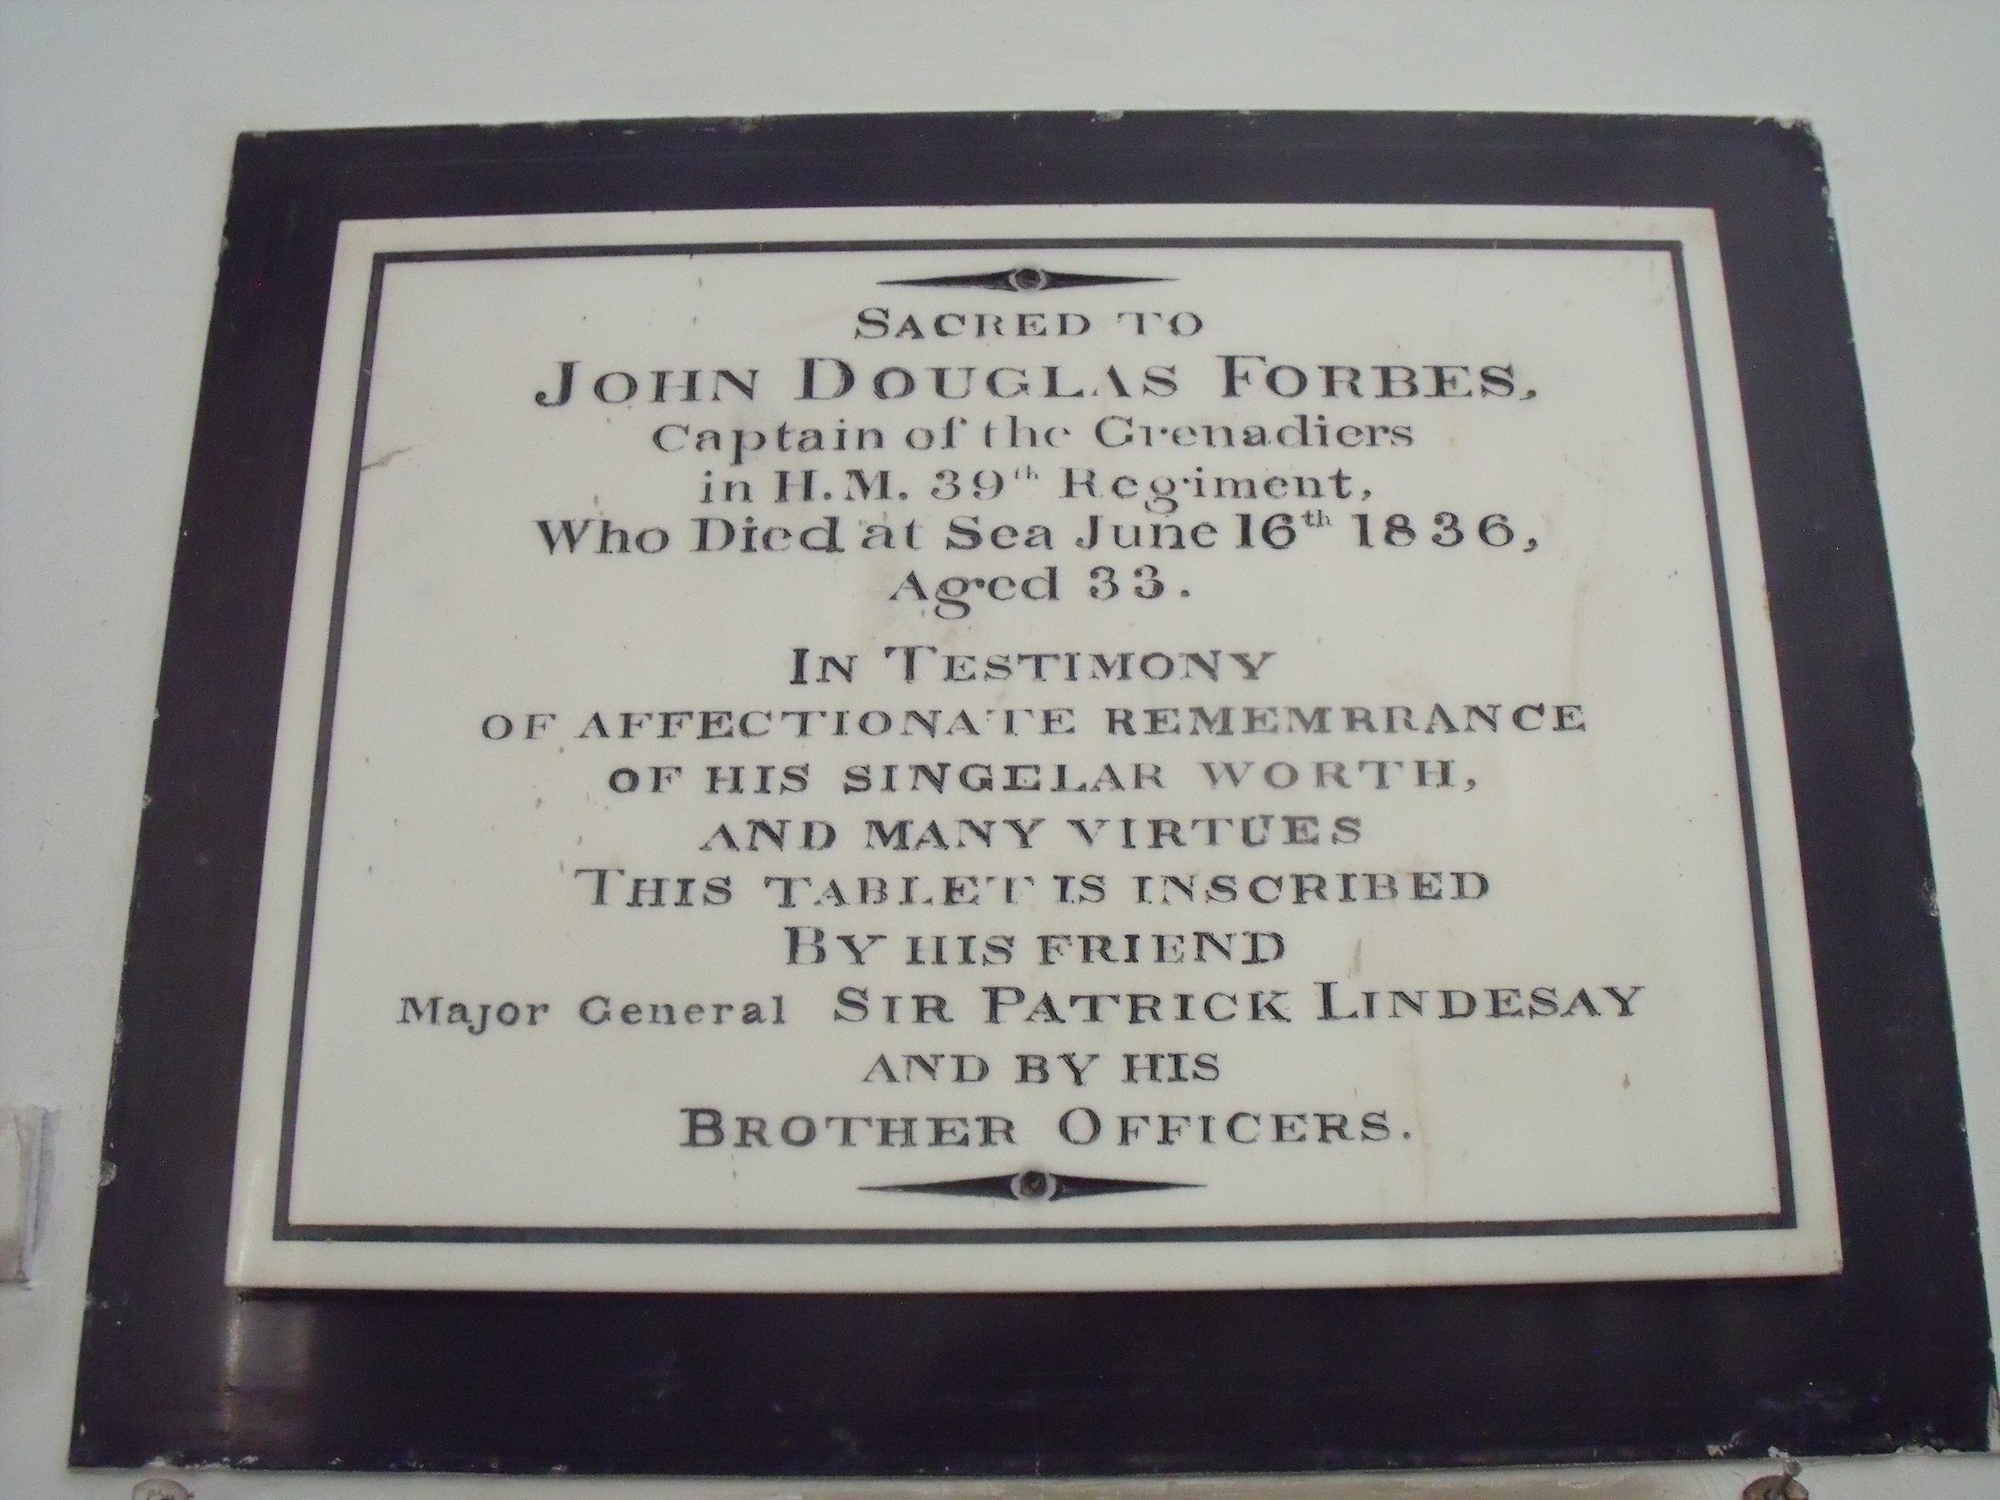 SACRED TO
JOHN DOUGLAS FORBES,
Captain of the Grenadiers
in H.M. 39th Regiment,
Who Died at Sea June 16th 1836,
Aged 33.
IN TESTIMONY
OF AFFECTIONATE REMEMBRANCE
OF HIS SINGELAR WORTH,
AND MANY VIRTUES
THIS TABLET IS INSCRIBED
BY HIS FRIEND
Major General SIR PATRICK LINDESAY
AND BY HIS
BROTHER OFFICERS.